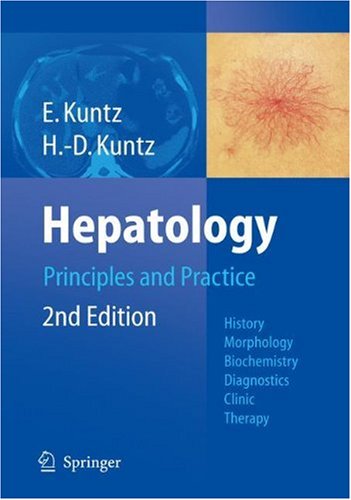 E. Kuntz
H.-D. Kuntz
Hepatology
Principles and Practice
2nd Edition
History
Morphology
Biochemistry
Diagnostics
Clinic
Therapy
Springer